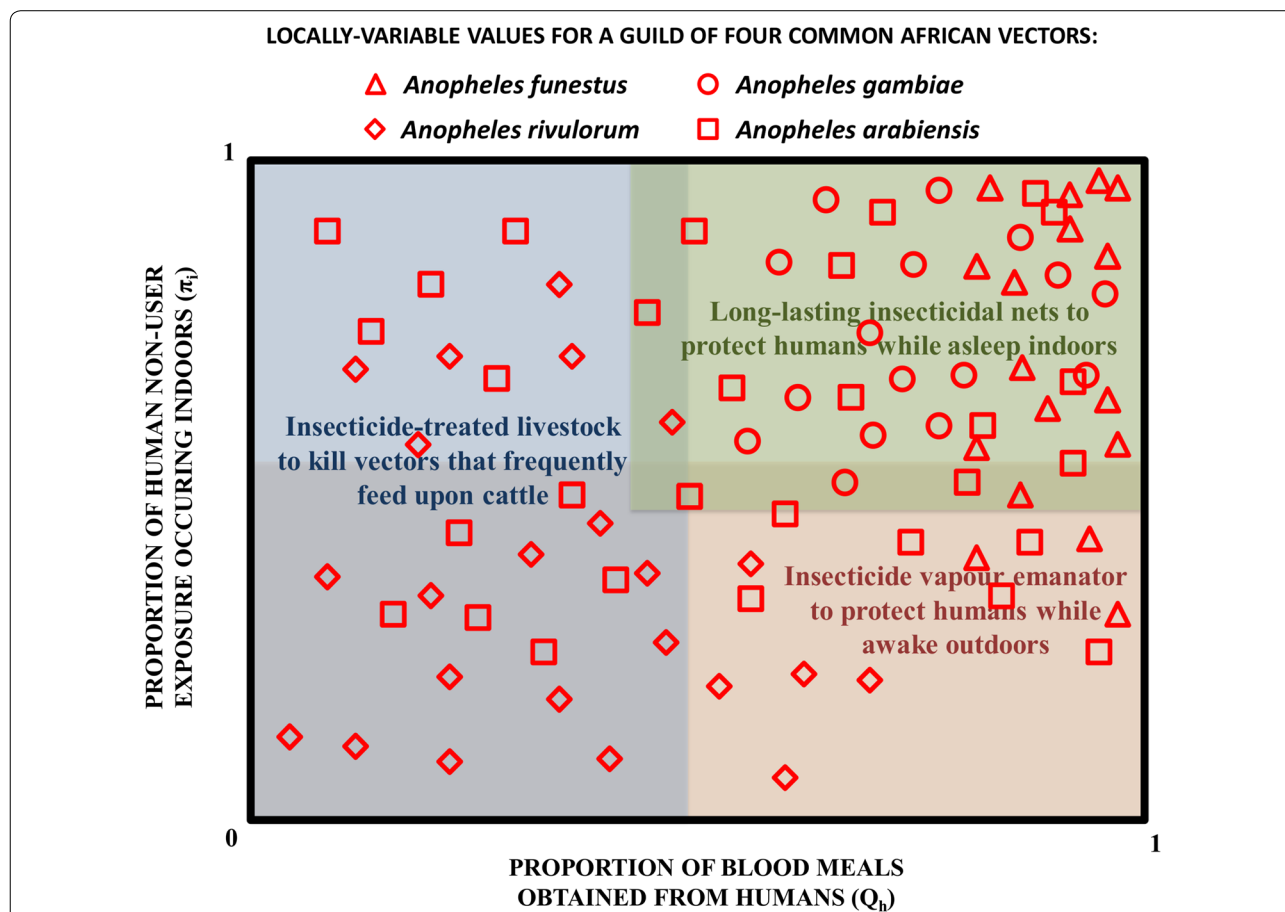 LOCALLY-VARIABLE VALUES FOR A GUILD OF FOUR COMMON AFRICAN VECTORS:
Anopheles funestus
Anopheles gambiae
Anopheles rivulorum
Anopheles arabiensis
1
PROPORTION OF HUMAN NON-USER
EXPOSURE OCCURING INDOORS (πi)
Long-lasting insecticidal nets to
protect humans while asleep indoors
Insecticide-treated livestock
to kill vectors that frequently
feed upon cattle
Insecticide vapour emanator
to protect humans while
awake outdoors
0
1
PROPORTION OF BLOOD MEALS
OBTAINED FROM HUMANS (Qh)